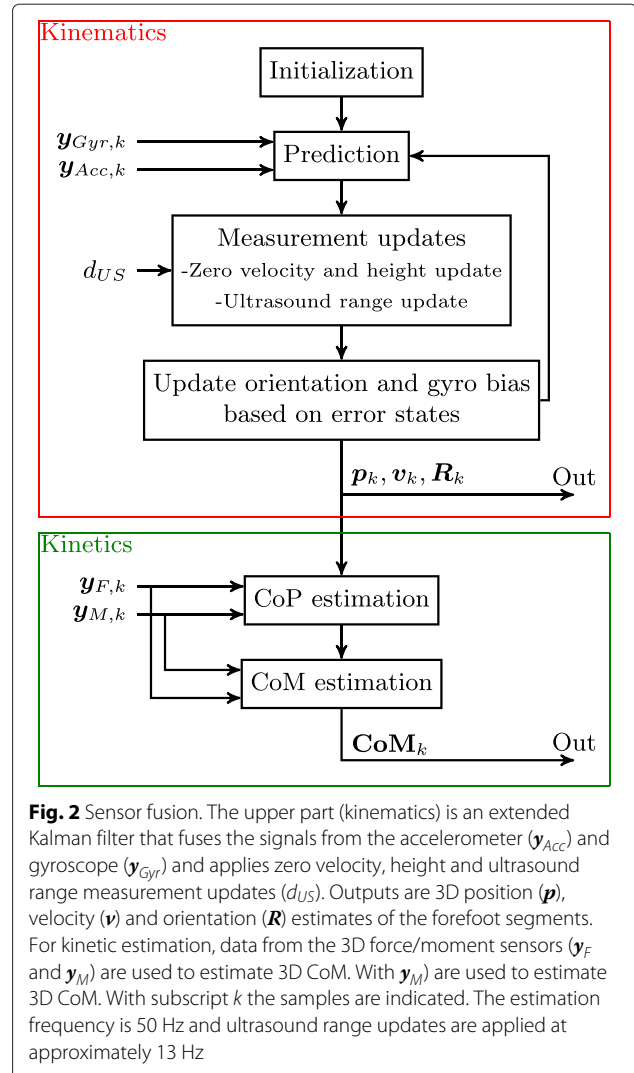 Kinematics
Initialization
y_{Gyr,k}
y_{Acc,k}
Prediction
Measurement updates
-Zero velocity and height update
-Ultrasound range update
d_{US}
Update orientation and gyro bias
based on error states
p_k, v_k, R_k
Out
Kinetics
y_{F,k}
y_{M,k}
CoP estimation
CoM estimation
CoM_k
Out
Fig. 2 Sensor fusion. The upper part (kinematics) is an extended
Kalman filter that fuses the signals from the accelerometer (y_{Acc}) and
gyroscope (y_{Gyr}) and applies zero velocity, height and ultrasound
range measurement updates (d_{US}). Outputs are 3D position (p),
velocity (v) and orientation (R) estimates of the forefoot segments.
For kinetic estimation, data from the 3D force/moment sensors (y_F
and y_M) are used to estimate 3D CoM. With y_M) are used to estimate
3D CoM. With subscript k the samples are indicated. The estimation
frequency is 50 Hz and ultrasound range updates are applied at
approximately 13 Hz